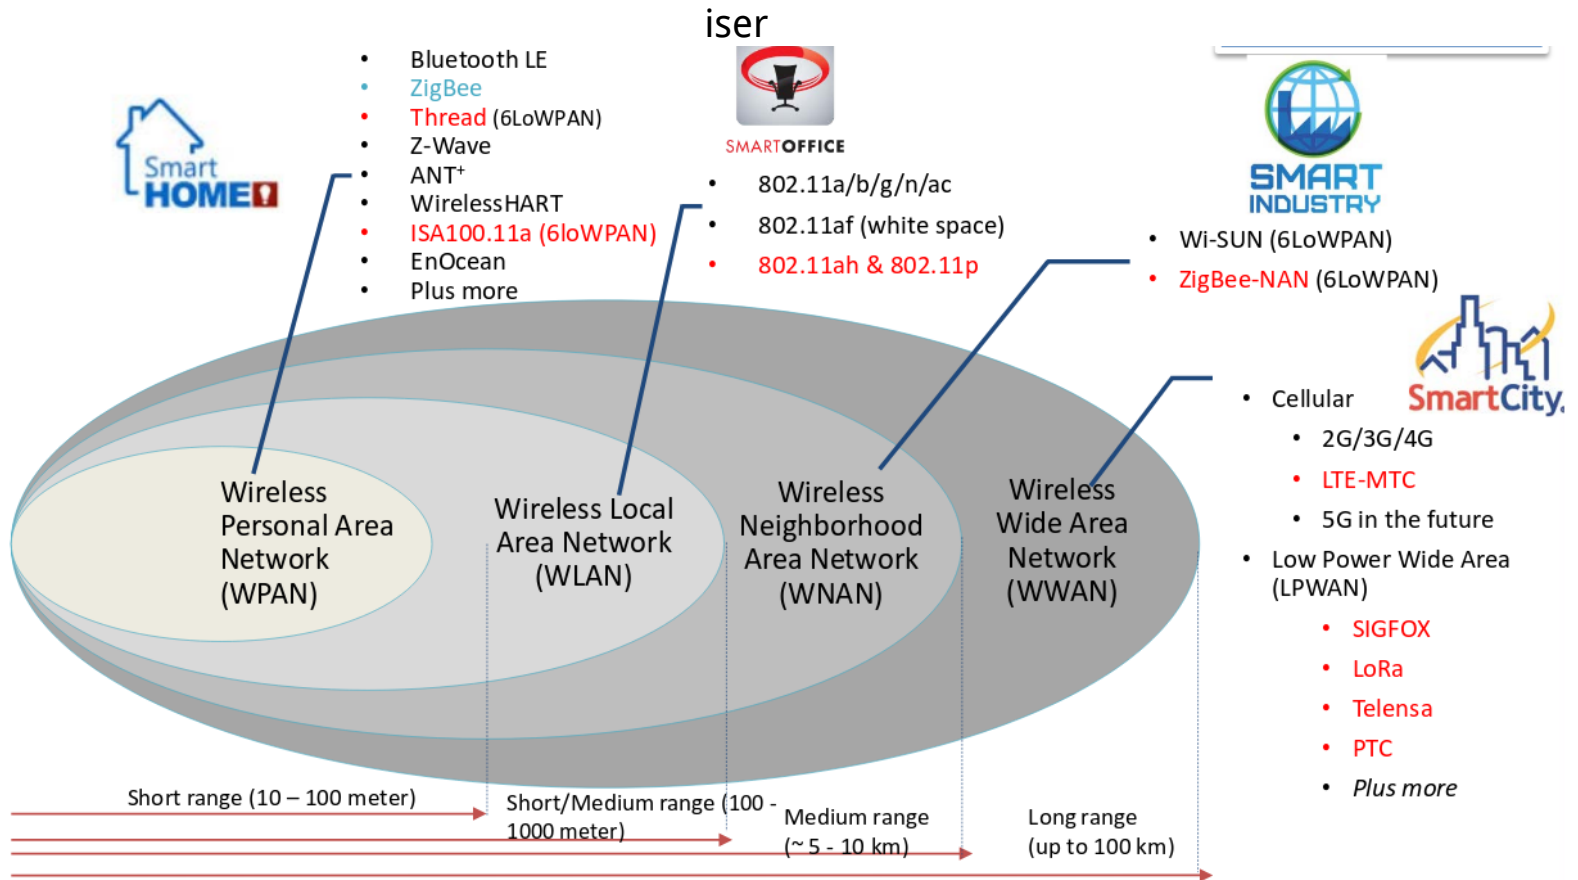 iser
Bluetooth LE
ZigBee
Thread (6LoWPAN)
Z-Wave
ANT+
WirelessHART
ISA100.11a (6loWPAN)
EnOcean
Plus more
Smart
HOME
SMARTOFFICE
802.11a/b/g/n/ac
802.11af (white space)
802.11ah & 802.11p
SMART
INDUSTRY
Wi-SUN (6LoWPAN)
ZigBee-NAN (6LoWPAN)
SmartCity.
Cellular
2G/3G/4G
LTE-MTC
5G in the future
Low Power Wide Area
(LPWAN)
SIGFOX
LoRa
Telensa
PTC
Plus more
Wireless
Personal Area
Network
(WPAN)
Wireless Local
Area Network
(WLAN)
Wireless
Neighborhood
Area Network
(WNAN)
Wireless
Wide Area
Network
(WWAN)
Short range (10 – 100 meter)
Short/Medium range (100 -
1000 meter)
Medium range
(~ 5 - 10 km)
Long range
(up to 100 km)